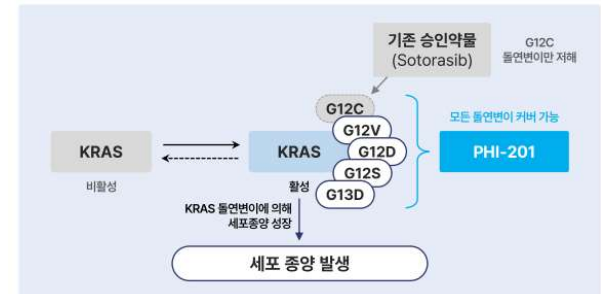 기존 승인약물
(Sotorasib)
G12C
돌연변이만 저해
G12C
G12V
모든 돌연변이 커버 가능
KRAS
KRAS
G12D
PHI-201
G12S
비활성
활성
G13D
KRAS 돌연변이에 의해
세포종양 성장
세포 종양 발생